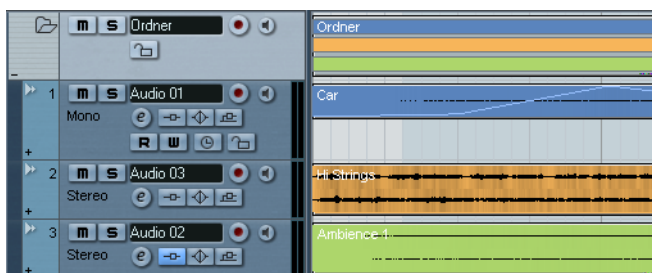 m S Ordner
Ordner
1 m S Audio 01
Car
Mono e
R W
2 m S Audio 03
Hi Strings
Stereo e
3 m S Audio 02
Ambience 1
Stereo e